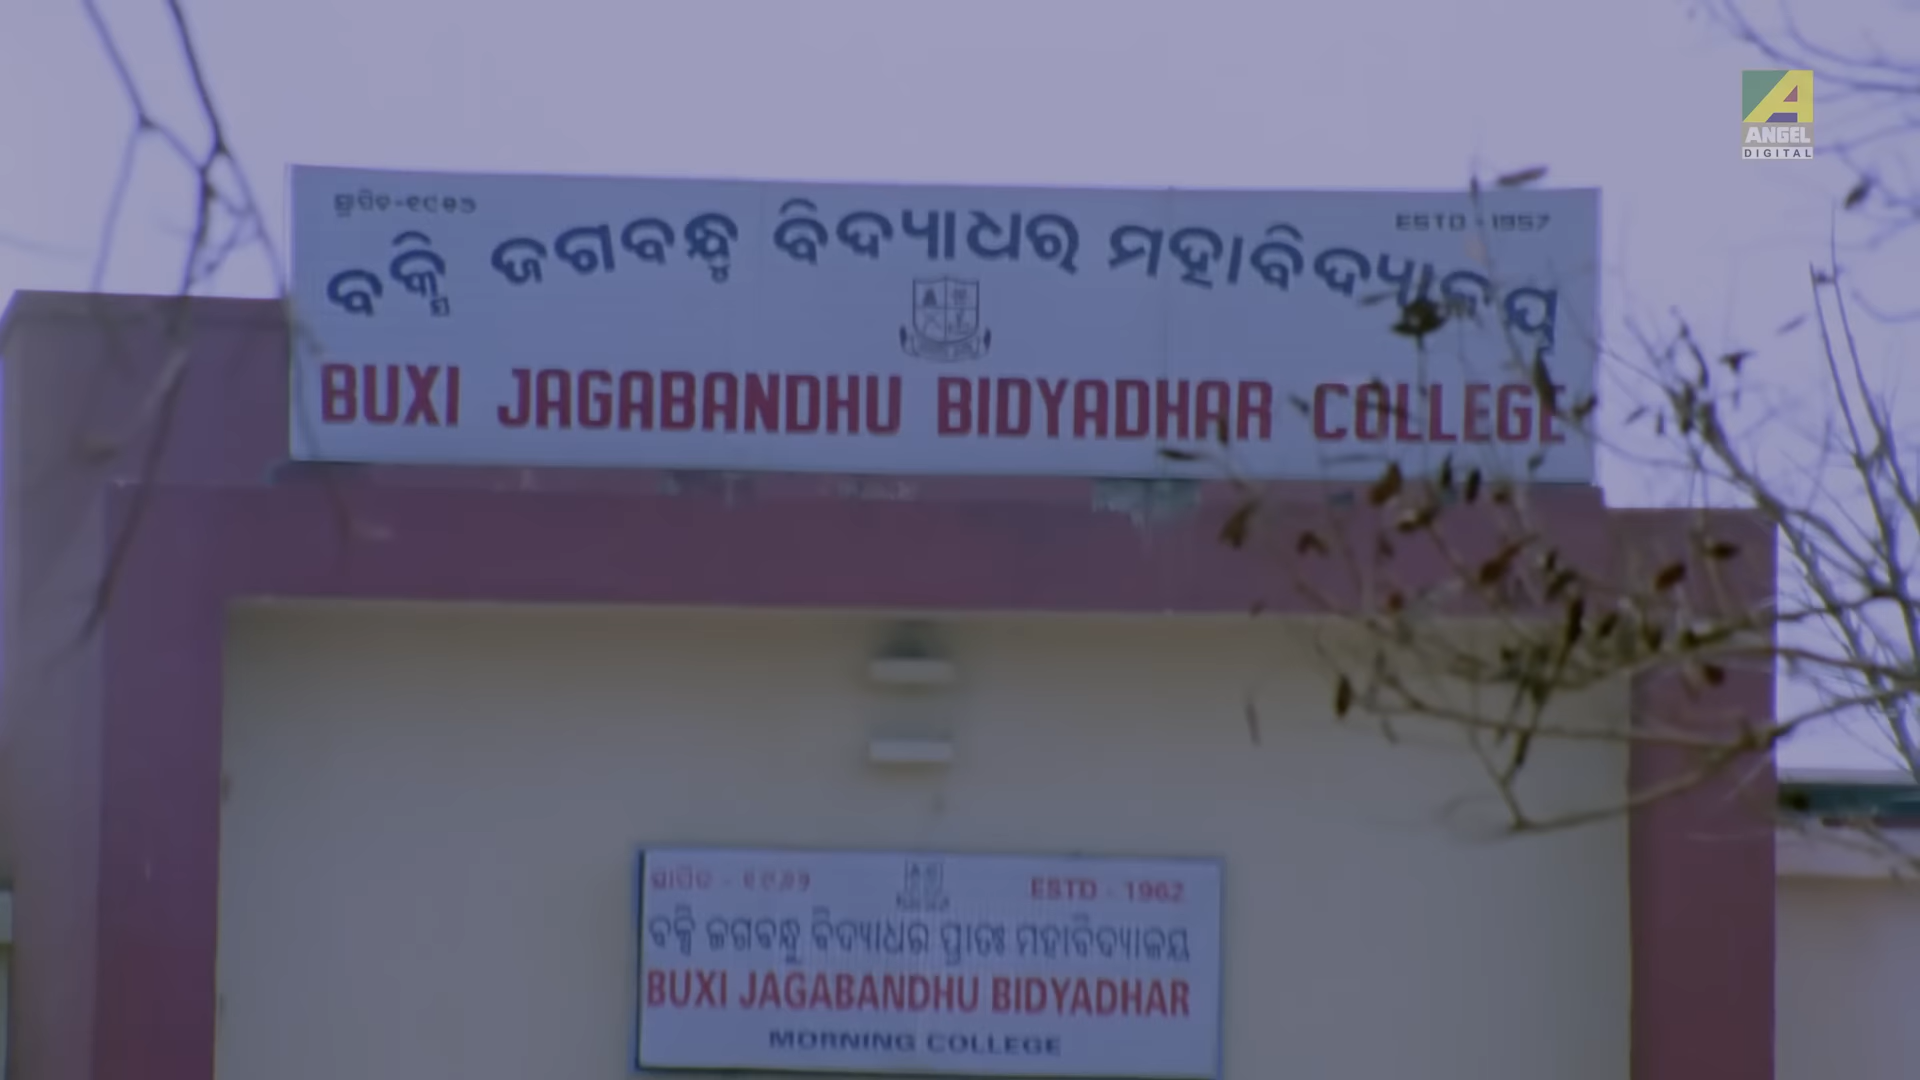 ସ୍ଥାପିତ-୧୯୫୭
ESTD - 1957
ବକ୍ସି ଜଗବନ୍ଧୁ ବିଦ୍ୟାଧର ମହାବିଦ୍ୟାଳୟ
BUXI JAGABANDHU BIDYADHAR COLLEGE
ESTD - 1962
ବକ୍ସି ଜଗବନ୍ଧୁ ବିଦ୍ୟାଧର ପ୍ରାତଃ ମହାବିଦ୍ୟାଳୟ
BUXI JAGABANDHU BIDYADHAR
MORNING COLLEGE
ANGEL
DIGITAL